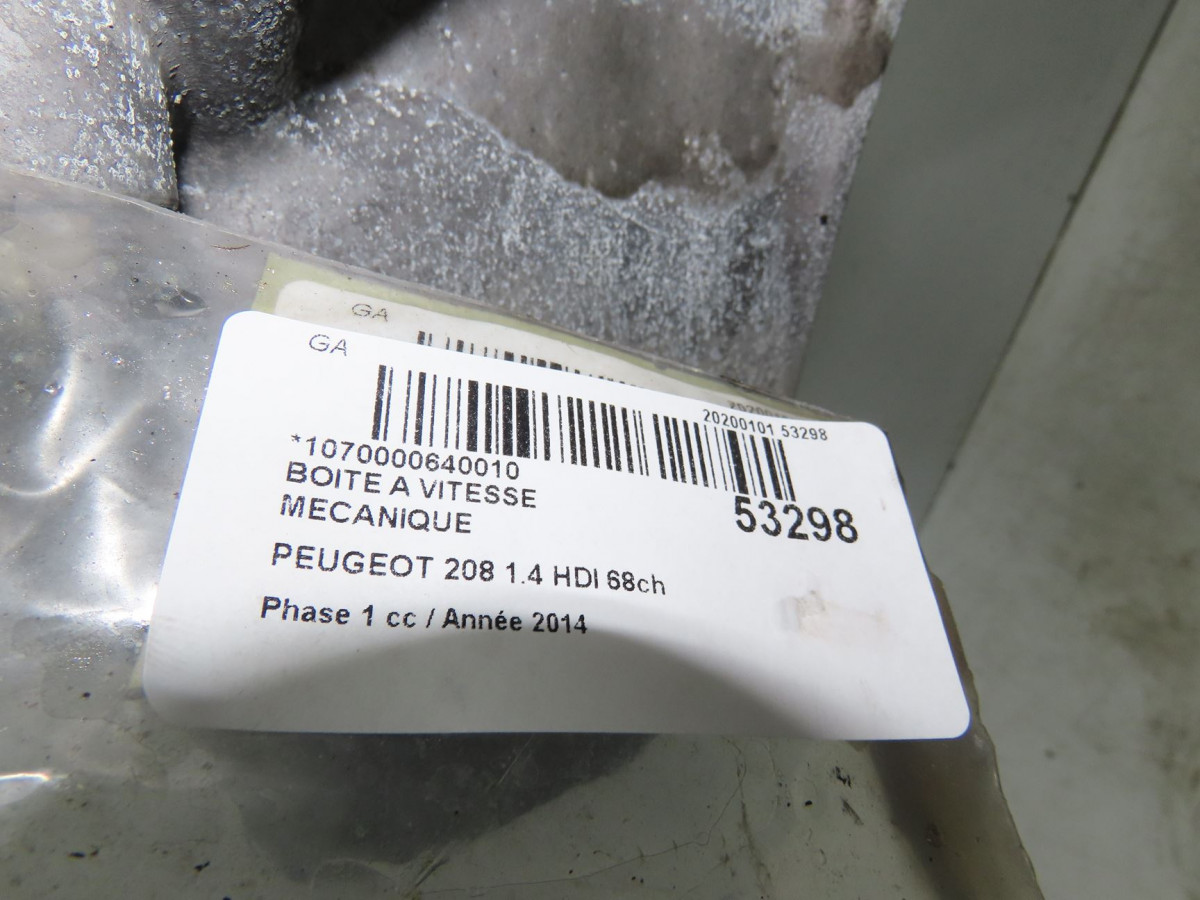 GA
GA
20200101 53298
*1070000640010
BOITE A VITESSE
MECANIQUE
53298
PEUGEOT 208 1.4 HDI 68ch
Phase 1 cc / Année 2014